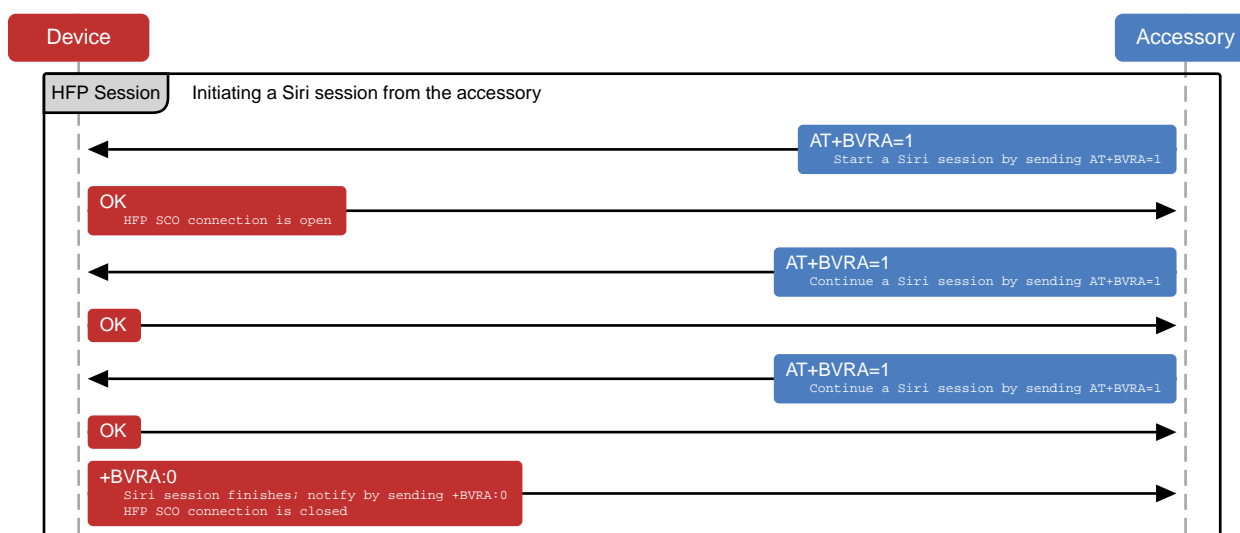 Device
Accessory
HFP Session
Initiating a Siri session from the accessory
AT+BVRA=1
Start a Siri session by sending AT+BVRA=1
OK
HFP SCO connection is open
AT+BVRA=1
Continue a Siri session by sending AT+BVRA=1
OK
AT+BVRA=1
Continue a Siri session by sending AT+BVRA=1
OK
+BVRA:0
Siri session finishes; notify by sending +BVRA:0
HFP SCO connection is closed